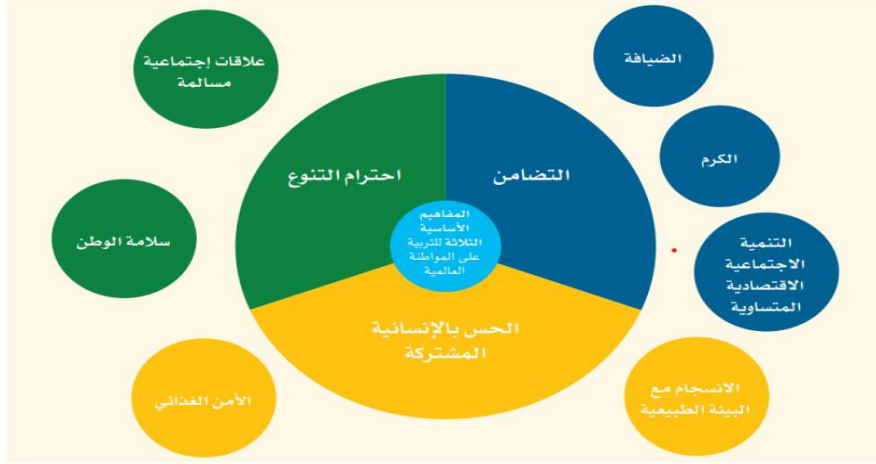 علاقات إجتماعية
مسالمة
الضيافة
الكرم
احترام التنوع
التضامن
المفاهيم
الأساسية
الثلاثة للتربية
على المواطنة
العالمية
سلامة الوطن
التنمية
الاجتماعية
الاقتصادية
المتساوية
الحس بالإنسانية
المشتركة
الأمن الغذائي
الانسجام مع
البيئة الطبيعية